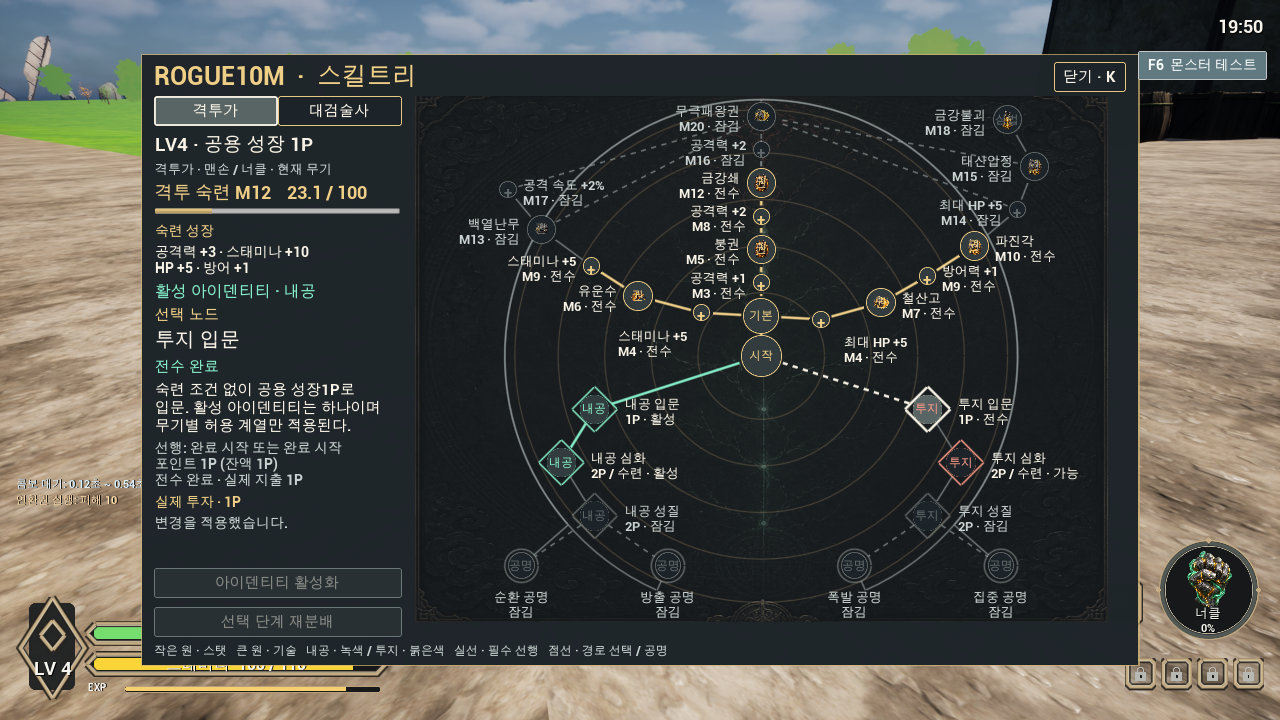 19:50
F6 몬스터 테스트
ROGUE10M · 스킬트리
닫기 · K
격투가
대검술사
LV4 · 공용 성장 1P
격투가 · 맨손 / 너클 · 현재 무기
격투 숙련 M12 23.1 / 100
숙련 성장
공격력 +3 · 스태미나 +10
HP +5 · 방어 +1
활성 아이덴티티 · 내공
선택 노드
투지 입문
전수 완료
숙련 조건 없이 공용 성장1P로
입문. 활성 아이덴티티는 하나이며
무기별 허용 계열만 적용된다.
선행: 완료 시작 또는 완료 시작
포인트 1P (잔액 1P)
전수 완료 · 실제 지출 1P
실제 투자 · 1P
변경을 적용했습니다.
아이덴티티 활성화
선택 단계 재분배
무극패왕권
M20 · 잠김
공격력 +2
M16 · 잠김
금강쇄
M12 · 전수
공격력 +2
M8 · 전수
붕권
M5 · 전수
공격력 +1
M3 · 전수
금강불괴
M18 · 잠김
태산압정
M15 · 잠김
최대 HP +5
M14 · 잠김
파진각
M10 · 전수
방어력 +1
M9 · 전수
철산고
M7 · 전수
최대 HP +5
M4 · 전수
공격 속도 +2%
M17 · 잠김
백열난무
M13 · 잠김
스태미나 +5
M9 · 전수
유운수
M6 · 전수
스태미나 +5
M4 · 전수
기본
시작
내공
내공 입문
1P · 활성
투지
투지 입문
1P · 전수
내공
내공 심화
2P / 수련 · 활성
투지
투지 심화
2P / 수련 · 가능
내공
내공 성질
2P · 잠김
투지
투지 성질
2P · 잠김
공명
공명
공명
공명
순환 공명
잠김
방출 공명
잠김
폭발 공명
잠김
집중 공명
잠김
작은 원 · 스탯 큰 원 · 기술 내공 · 녹색 / 투지 · 붉은색 실선 · 필수 선행 점선 · 경로 선택 / 공명
LV 4
EXP
너클
0%